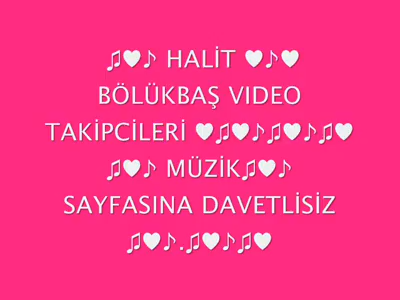 ♫♥♪ HALİT ♥♪♥
BÖLÜKBAŞ VIDEO
TAKİPCİLERİ ♥♫♥♪♫♥♪♫♥
♫♥♪ MÜZİK♫♥♪
SAYFASINA DAVETLİSİZ
♫♥♪.♫♥♪♫♥